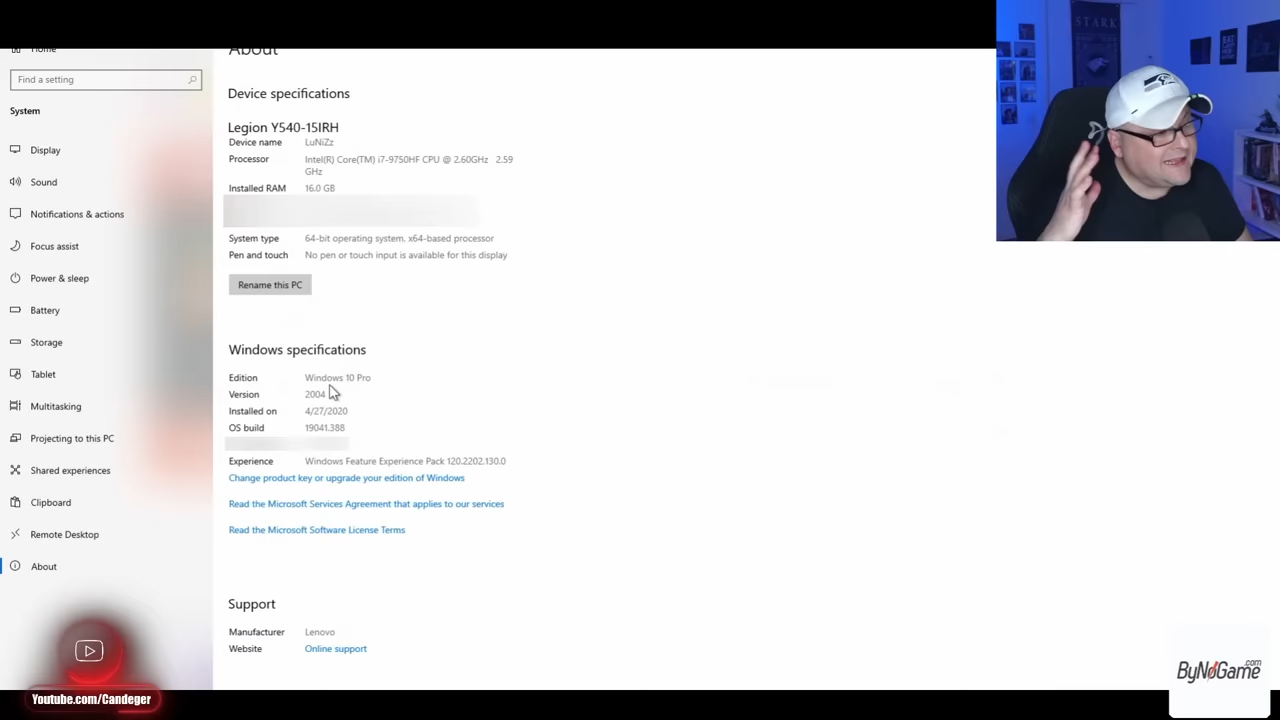 Home
About
Find a setting
System
Display
Sound
Notifications & actions
Focus assist
Power & sleep
Battery
Storage
Tablet
Multitasking
Projecting to this PC
Shared experiences
Clipboard
Remote Desktop
About
Device specifications
Legion Y540-15IRH
Device name LuNiZz
Processor Intel(R) Core(TM) i7-9750HF CPU @ 2.60GHz 2.59
GHz
Installed RAM 16.0 GB
System type 64-bit operating system, x64-based processor
Pen and touch No pen or touch input is available for this display
Rename this PC
Windows specifications
Edition Windows 10 Pro
Version 2004
Installed on 4/27/2020
OS build 19041.388
Experience Windows Feature Experience Pack 120.2202.130.0
Change product key or upgrade your edition of Windows
Read the Microsoft Services Agreement that applies to our services
Read the Microsoft Software License Terms
Support
Manufacturer Lenovo
Website Online support
STARK
Youtube.com/Candeger
ByNoGame.com